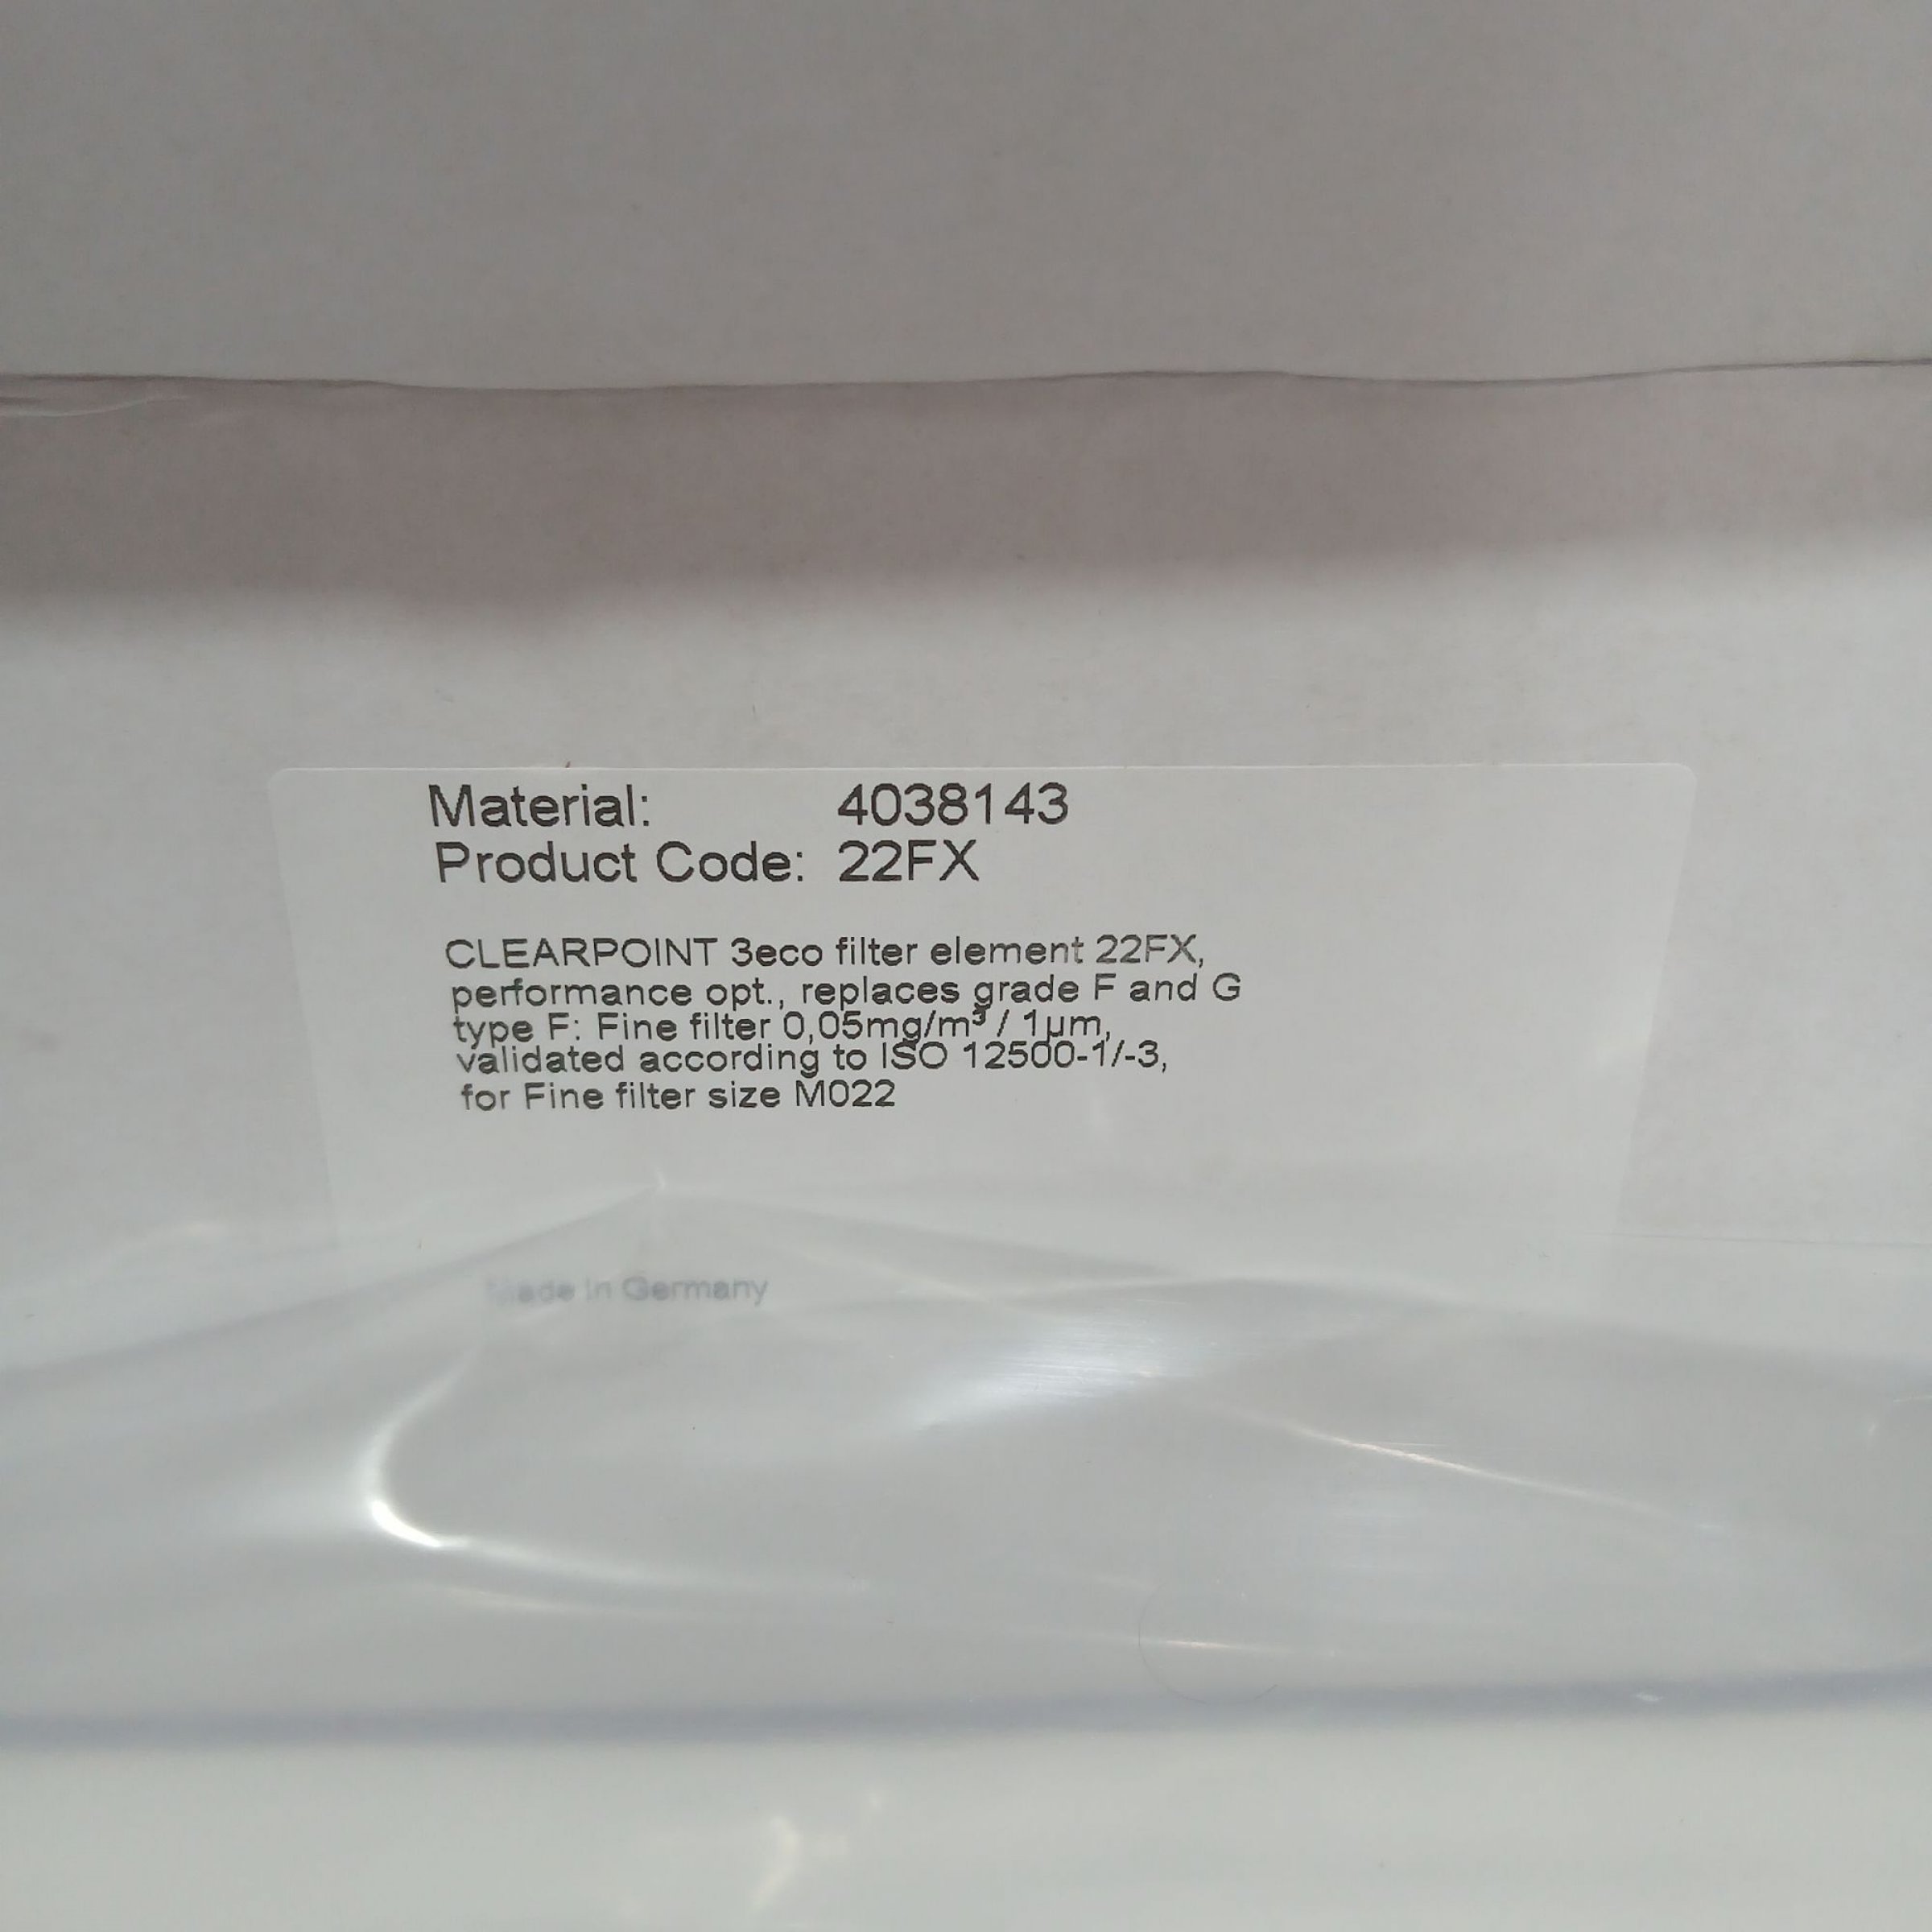 Material: 4038143
Product Code: 22FX
CLEARPOINT 3eco filter element 22FX,
performance opt., replaces grade F and G
type F: Fine filter 0,05mg/m³ / 1µm,
validated according to ISO 12500-1/-3,
for Fine filter size M022
Made in Germany